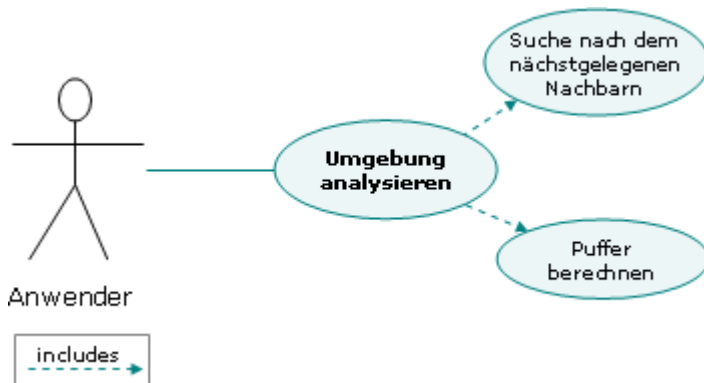 Suche nach dem
nächstgelegenen
Nachbarn
Umgebung
analysieren
Puffer
berechnen
Anwender
includes